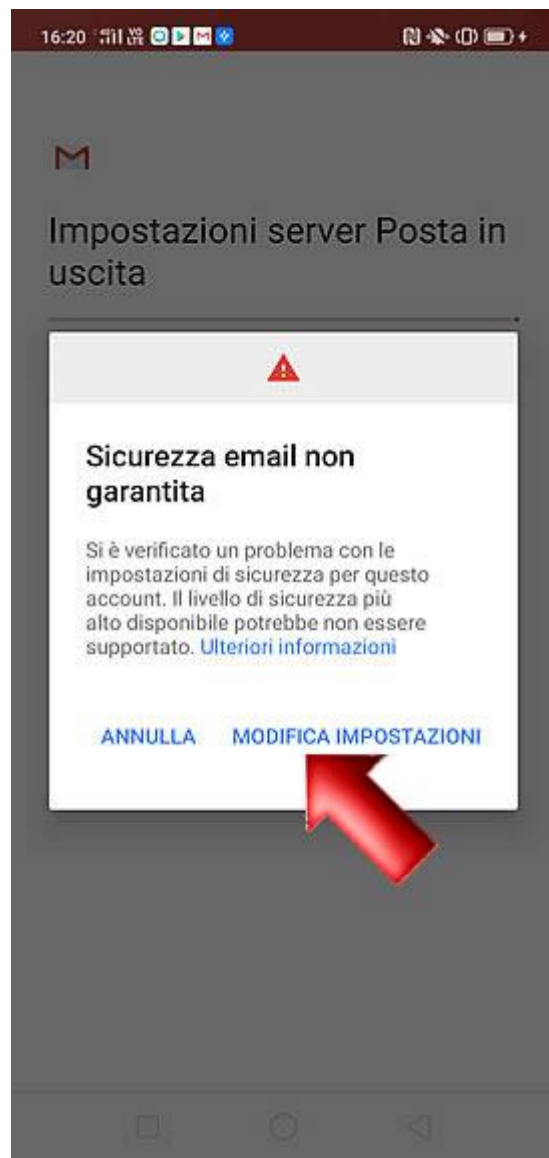 16:20
Impostazioni server Posta in
uscita
Sicurezza email non
garantita
Si è verificato un problema con le
impostazioni di sicurezza per questo
account. Il livello di sicurezza più
alto disponibile potrebbe non essere
supportato. Ulteriori informazioni
ANNULLA MODIFICA IMPOSTAZIONI